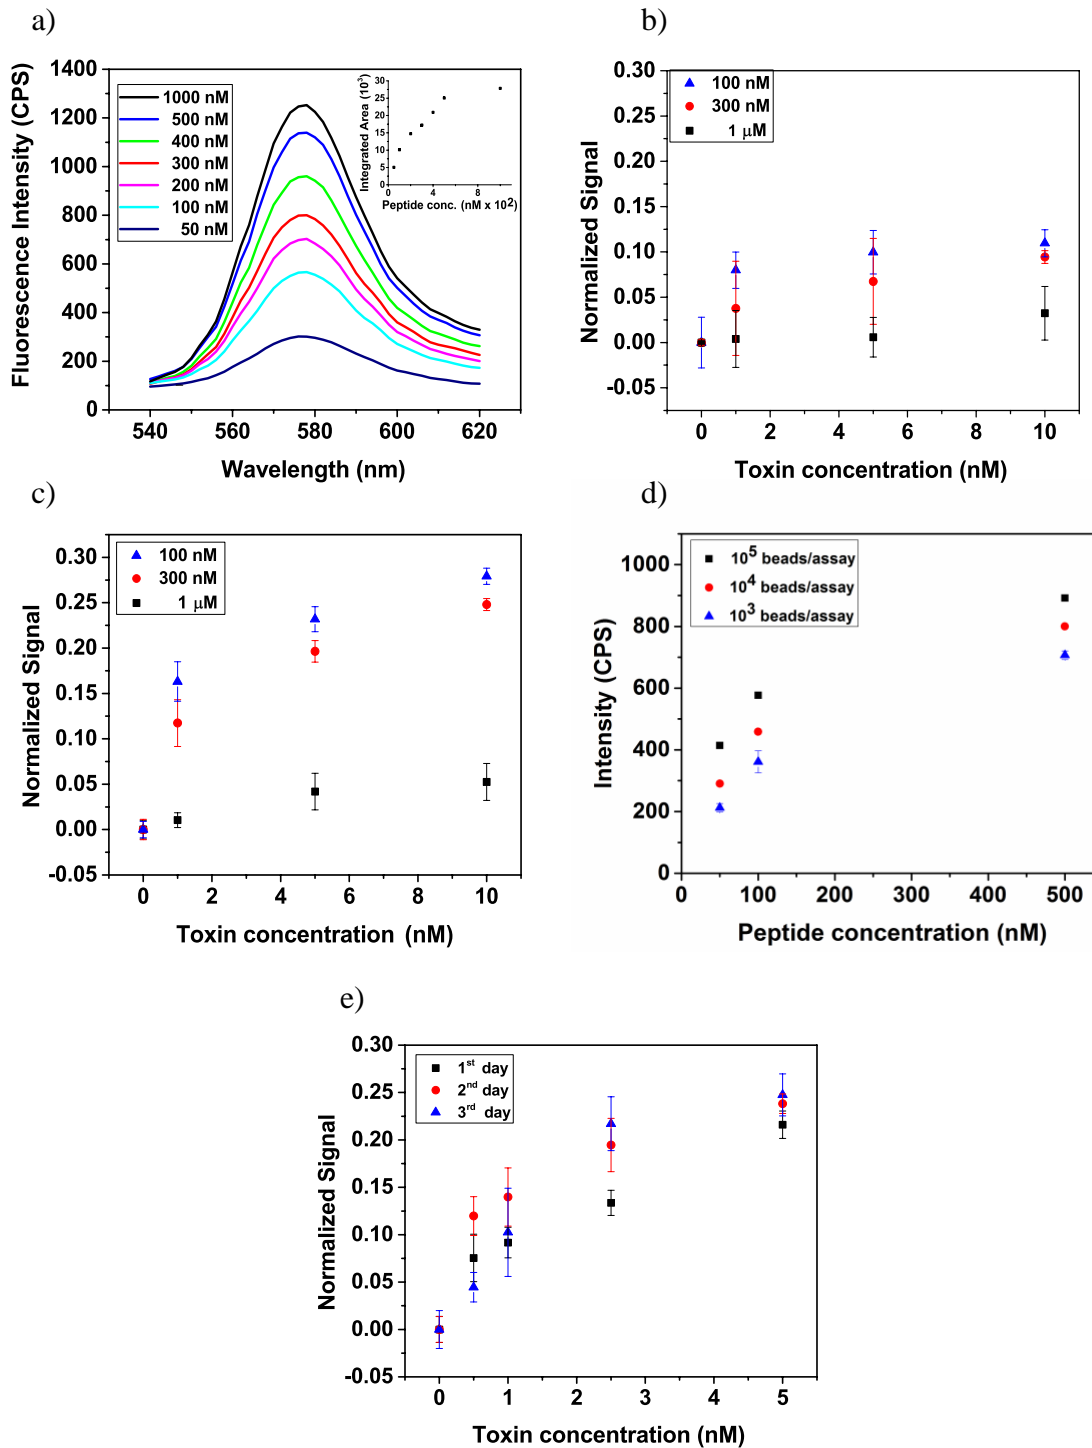 a)
1400
1200
1000
800
600
400
200
0
Fluorescence Intensity (CPS)
1000 nM
500 nM
400 nM
300 nM
200 nM
100 nM
50 nM
30
25
20
15
10
5
0
Integrated Area (10³)
0 4 8
Peptide conc. (nM x 10²)
540 560 580 600 620
Wavelength (nm)
b)
0.30
0.25
0.20
0.15
0.10
0.05
0.00
-0.05
Normalized Signal
100 nM
300 nM
1 μM
0 2 4 6 8 10
Toxin concentration (nM)
c)
0.30
0.25
0.20
0.15
0.10
0.05
0.00
-0.05
Normalized Signal
100 nM
300 nM
1 μM
0 2 4 6 8 10
Toxin concentration (nM)
d)
1000
800
600
400
200
0
Intensity (CPS)
10⁵ beads/assay
10⁴ beads/assay
10³ beads/assay
0 100 200 300 400 500
Peptide concentration (nM)
e)
0.30
0.25
0.20
0.15
0.10
0.05
0.00
-0.05
Normalized Signal
1st day
2nd day
3rd day
0 1 2 3 4 5
Toxin concentration (nM)